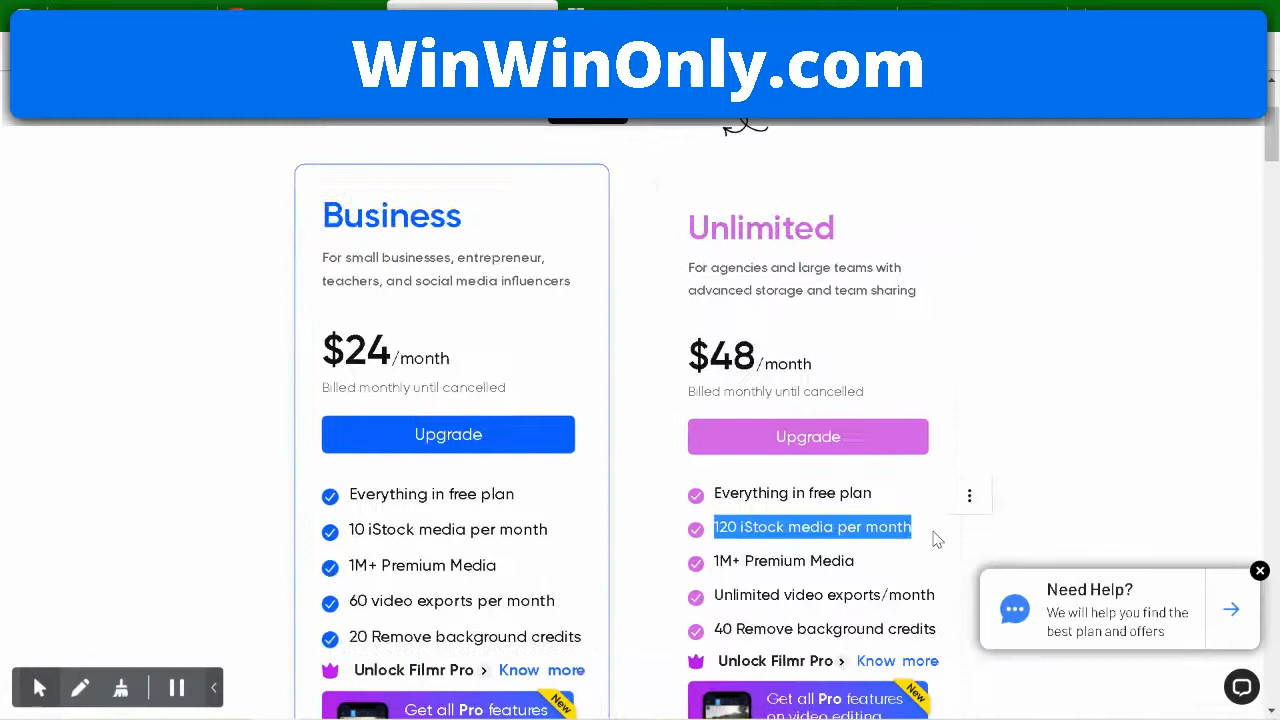 WinWinOnly.com
Business
For small businesses, entrepreneur,
teachers, and social media influencers
$24/month
Billed monthly until cancelled
Upgrade
Everything in free plan
10 iStock media per month
1M+ Premium Media
60 video exports per month
20 Remove background credits
Unlock Filmr Pro > Know more
Get all Pro features
New
Unlimited
For agencies and large teams with
advanced storage and team sharing
$48/month
Billed monthly until cancelled
Upgrade
Everything in free plan
120 iStock media per month
1M+ Premium Media
Unlimited video exports/month
40 Remove background credits
Unlock Filmr Pro > Know more
Get all Pro features
on video editing
New
Need Help?
We will help you find the
best plan and offers